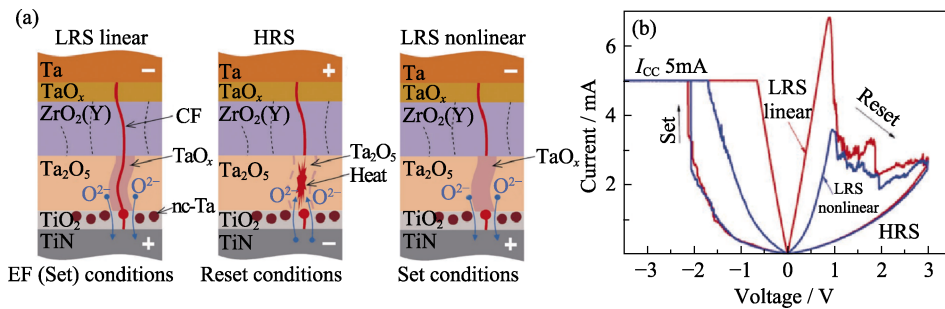 (a)
LRS linear
Ta
−
TaOₓ
ZrO₂(Y)
CF
TaOₓ
Ta₂O₅
O²⁻
nc-Ta
TiO₂
TiN
+
EF (Set) conditions
HRS
Ta
+
TaOₓ
ZrO₂(Y)
Ta₂O₅
Ta₂O₅
Heat
O²⁻
O²⁻
TiO₂
TiN
−
Reset conditions
LRS nonlinear
Ta
−
TaOₓ
ZrO₂(Y)
TaOₓ
Ta₂O₅
O²⁻
O²⁻
TiO₂
TiN
+
Set conditions
(b)
I_CC 5mA
LRS
linear
Reset
Set
LRS
nonlinear
HRS
6
4
2
Current / mA
−3 −2 −1 0 1 2 3
Voltage / V